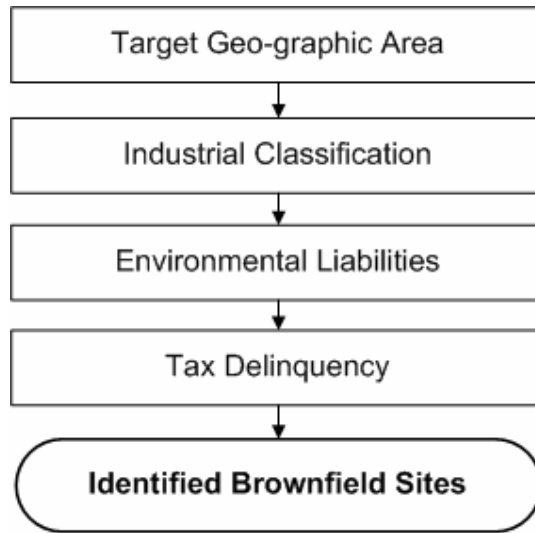 Target Geo-graphic Area
Industrial Classification
Environmental Liabilities
Tax Delinquency
Identified Brownfield Sites